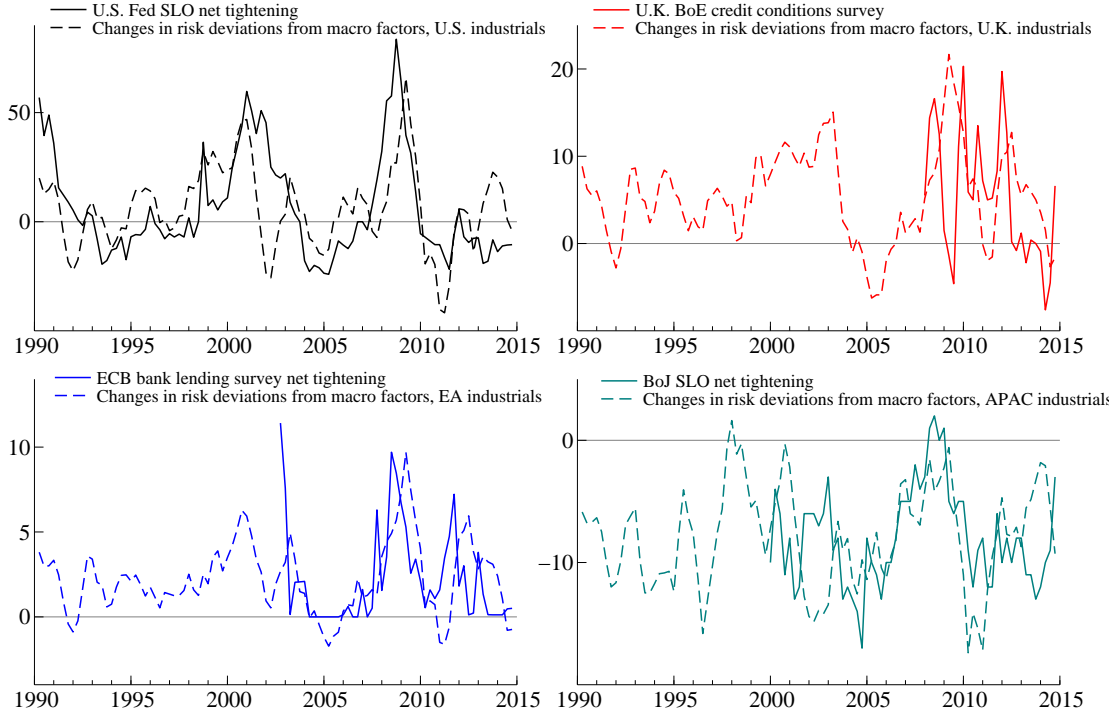 U.S. Fed SLO net tightening
Changes in risk deviations from macro factors, U.S. industrials
50
0
1990 1995 2000 2005 2010 2015
U.K. BoE credit conditions survey
Changes in risk deviations from macro factors, U.K. industrials
20
10
0
1990 1995 2000 2005 2010 2015
ECB bank lending survey net tightening
Changes in risk deviations from macro factors, EA industrials
10
5
0
1990 1995 2000 2005 2010 2015
BoJ SLO net tightening
Changes in risk deviations from macro factors, APAC industrials
0
−10
1990 1995 2000 2005 2010 2015